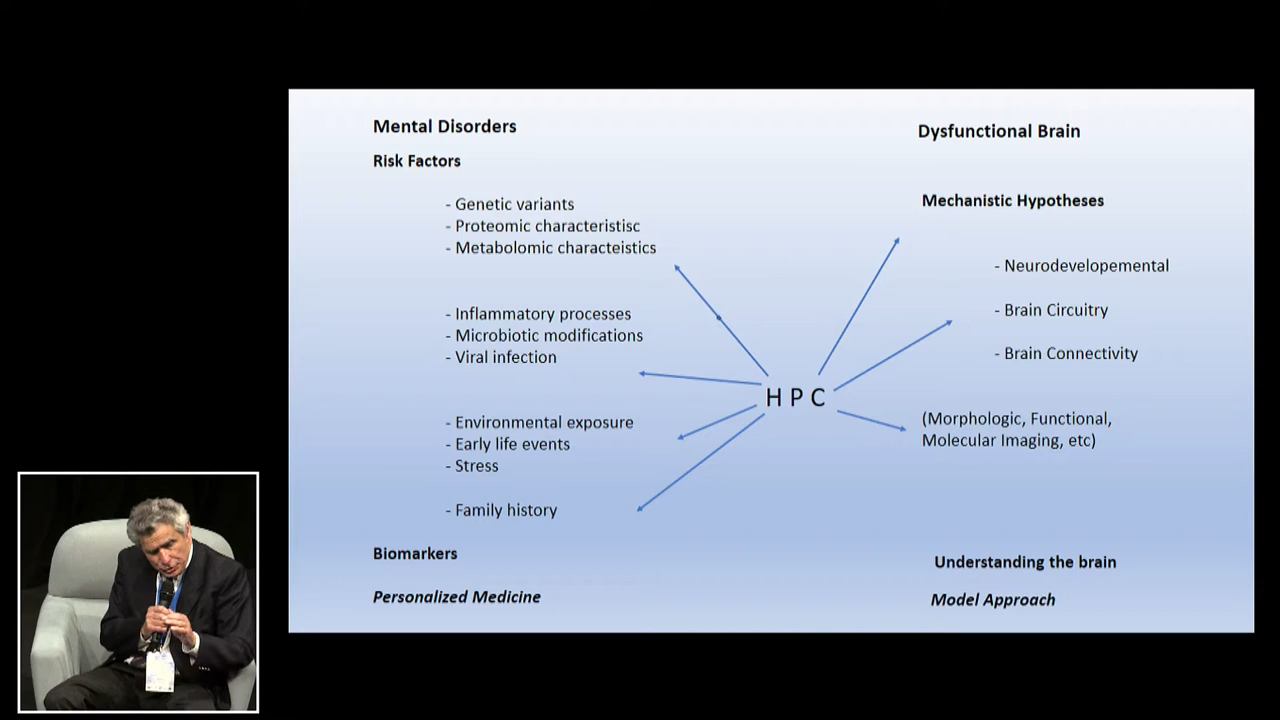 Mental Disorders
Risk Factors
- Genetic variants
- Proteomic characteristisc
- Metabolomic characteistics
- Inflammatory processes
- Microbiotic modifications
- Viral infection
- Environmental exposure
- Early life events
- Stress
- Family history
Biomarkers
Personalized Medicine
H P C
Dysfunctional Brain
Mechanistic Hypotheses
- Neurodevelopemental
- Brain Circuitry
- Brain Connectivity
(Morphologic, Functional,
Molecular Imaging, etc)
Understanding the brain
Model Approach